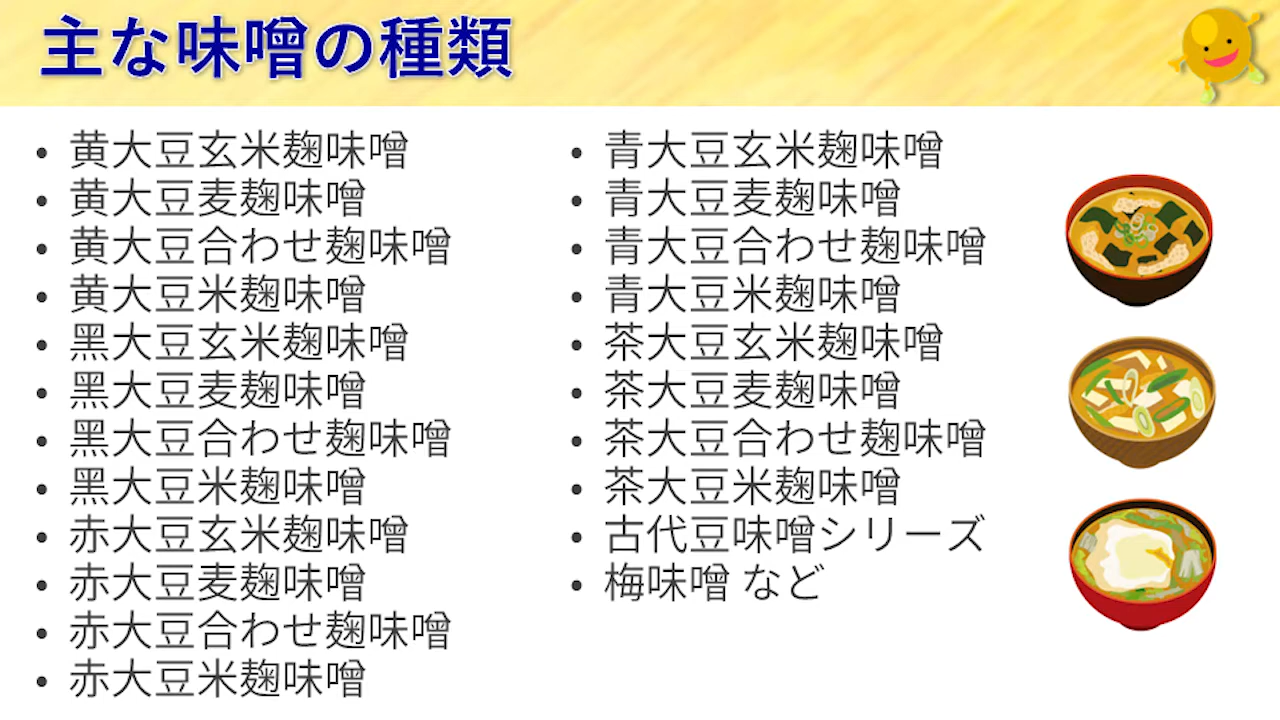 主な味噌の種類
• 黄大豆玄米麹味噌
• 黄大豆麦麹味噌
• 黄大豆合わせ麹味噌
• 黄大豆米麹味噌
• 黑大豆玄米麹味噌
• 黑大豆麦麹味噌
• 黑大豆合わせ麹味噌
• 黑大豆米麹味噌
• 赤大豆玄米麹味噌
• 赤大豆麦麹味噌
• 赤大豆合わせ麹味噌
• 赤大豆米麹味噌
• 青大豆玄米麹味噌
• 青大豆麦麹味噌
• 青大豆合わせ麹味噌
• 青大豆米麹味噌
• 茶大豆玄米麹味噌
• 茶大豆麦麹味噌
• 茶大豆合わせ麹味噌
• 茶大豆米麹味噌
• 古代豆味噌シリーズ
• 梅味噌 など